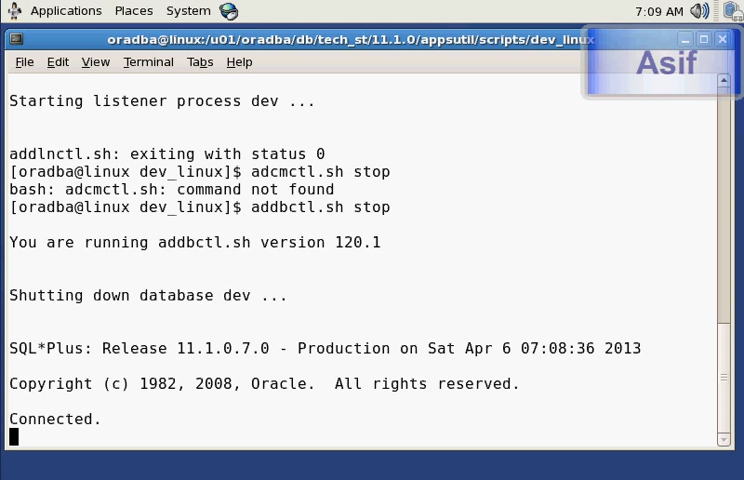 Applications Places System 7:09 AM
oradba@linux:/u01/oradba/db/tech_st/11.1.0/appsutil/scripts/dev_linux
Asif
File Edit View Terminal Tabs Help
Starting listener process dev ...
addlnctl.sh: exiting with status 0
[oradba@linux dev_linux]$ adcmctl.sh stop
bash: adcmctl.sh: command not found
[oradba@linux dev_linux]$ addbctl.sh stop
You are running addbctl.sh version 120.1
Shutting down database dev ...
SQL*Plus: Release 11.1.0.7.0 - Production on Sat Apr 6 07:08:36 2013
Copyright (c) 1982, 2008, Oracle.  All rights reserved.
Connected.